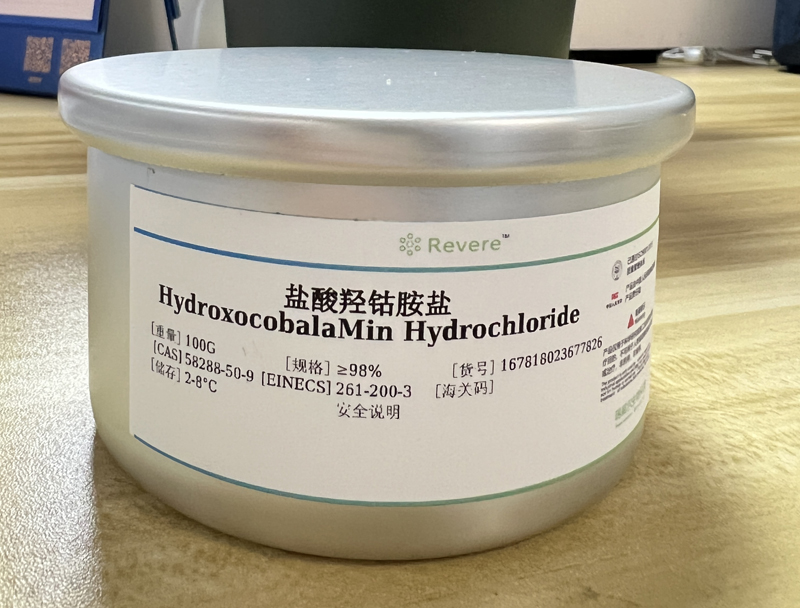 Revere™
盐酸羟钴胺盐
HydroxocobalaMin Hydrochloride
[重量] 100G
[规格] ≥98%
[货号] 167818023677826
[CAS] 58288-50-9 [EINECS] 261-200-3 [海关码]
[储存] 2-8°C
安全说明